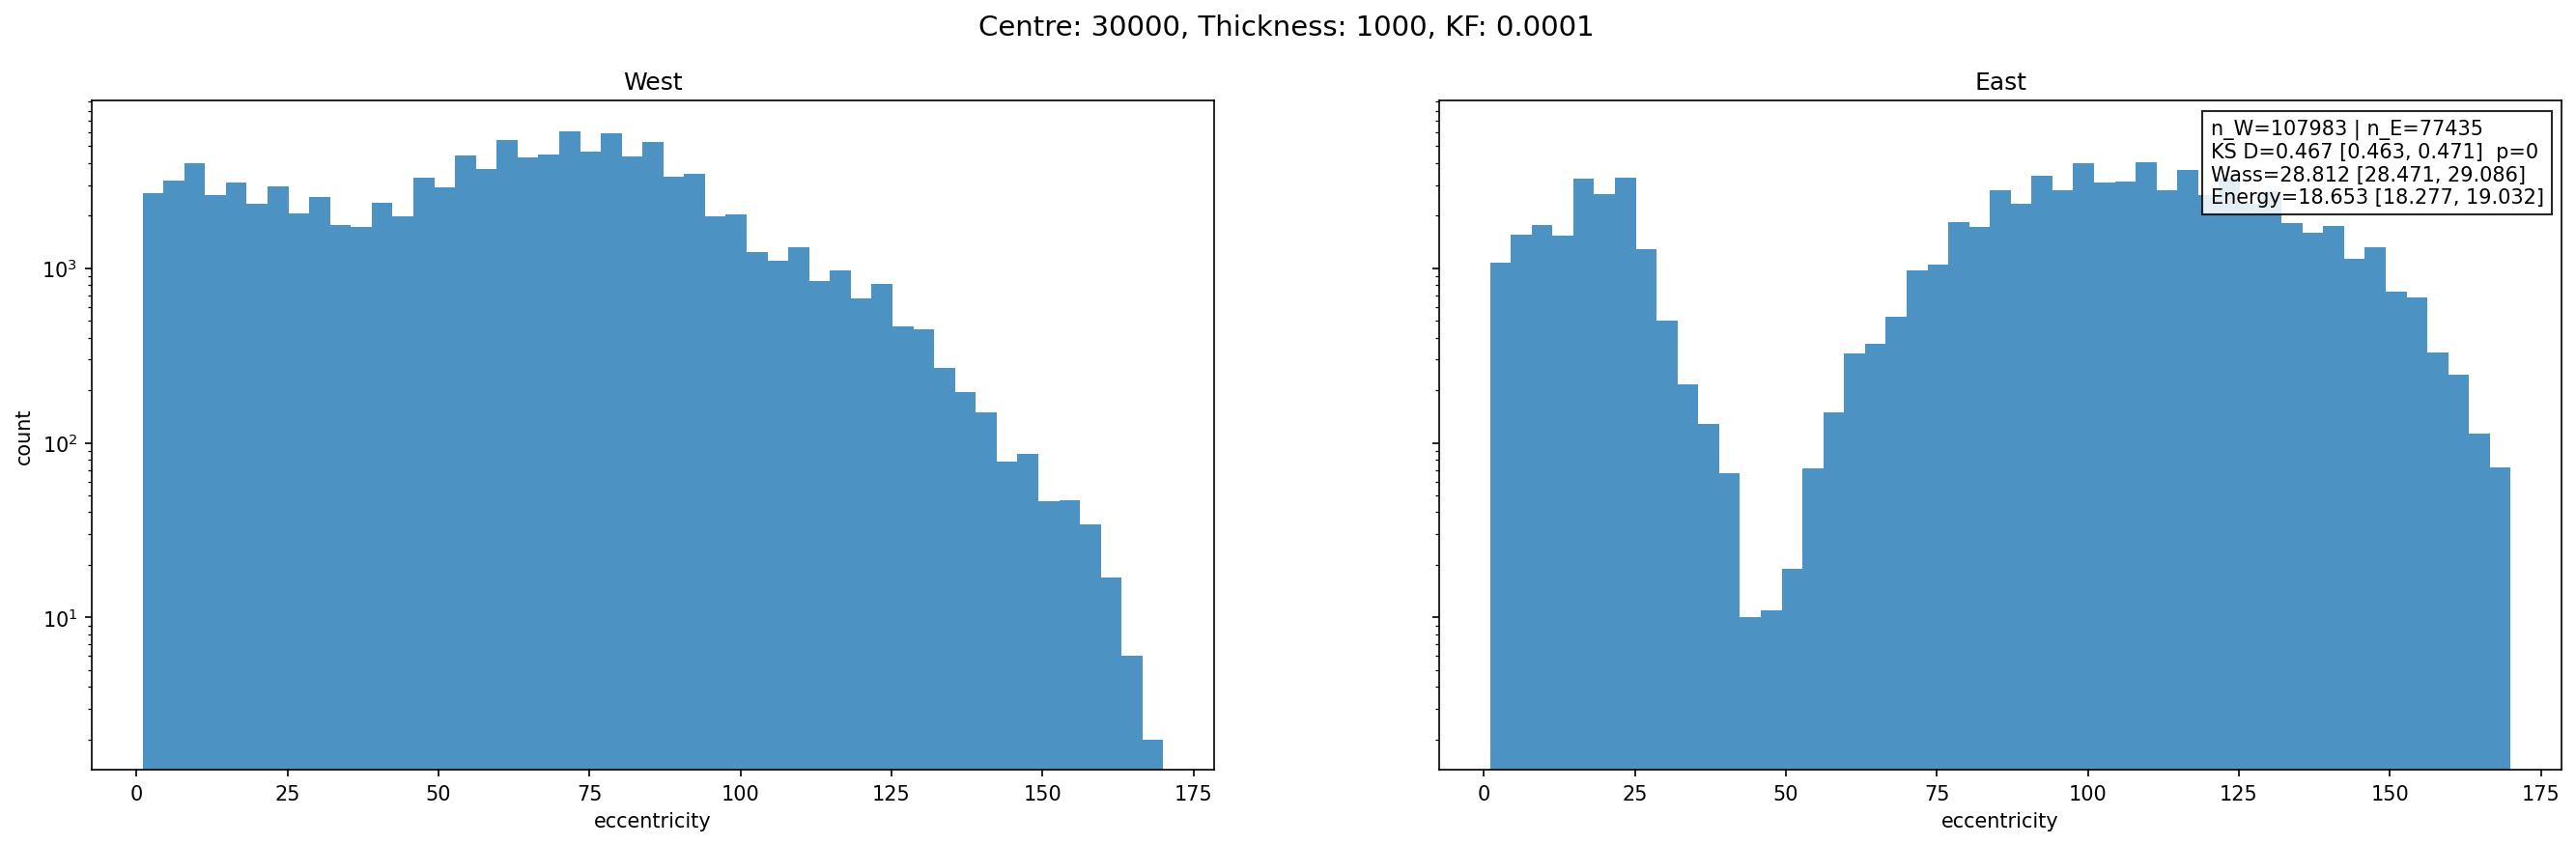 Centre: 30000, Thickness: 1000, KF: 0.0001
West
count
10³
10²
10¹
0 25 50 75 100 125 150 175
eccentricity
East
n_W=107983 | n_E=77435
KS D=0.467 [0.463, 0.471] p=0
Wass=28.812 [28.471, 29.086]
Energy=18.653 [18.277, 19.032]
0 25 50 75 100 125 150 175
eccentricity